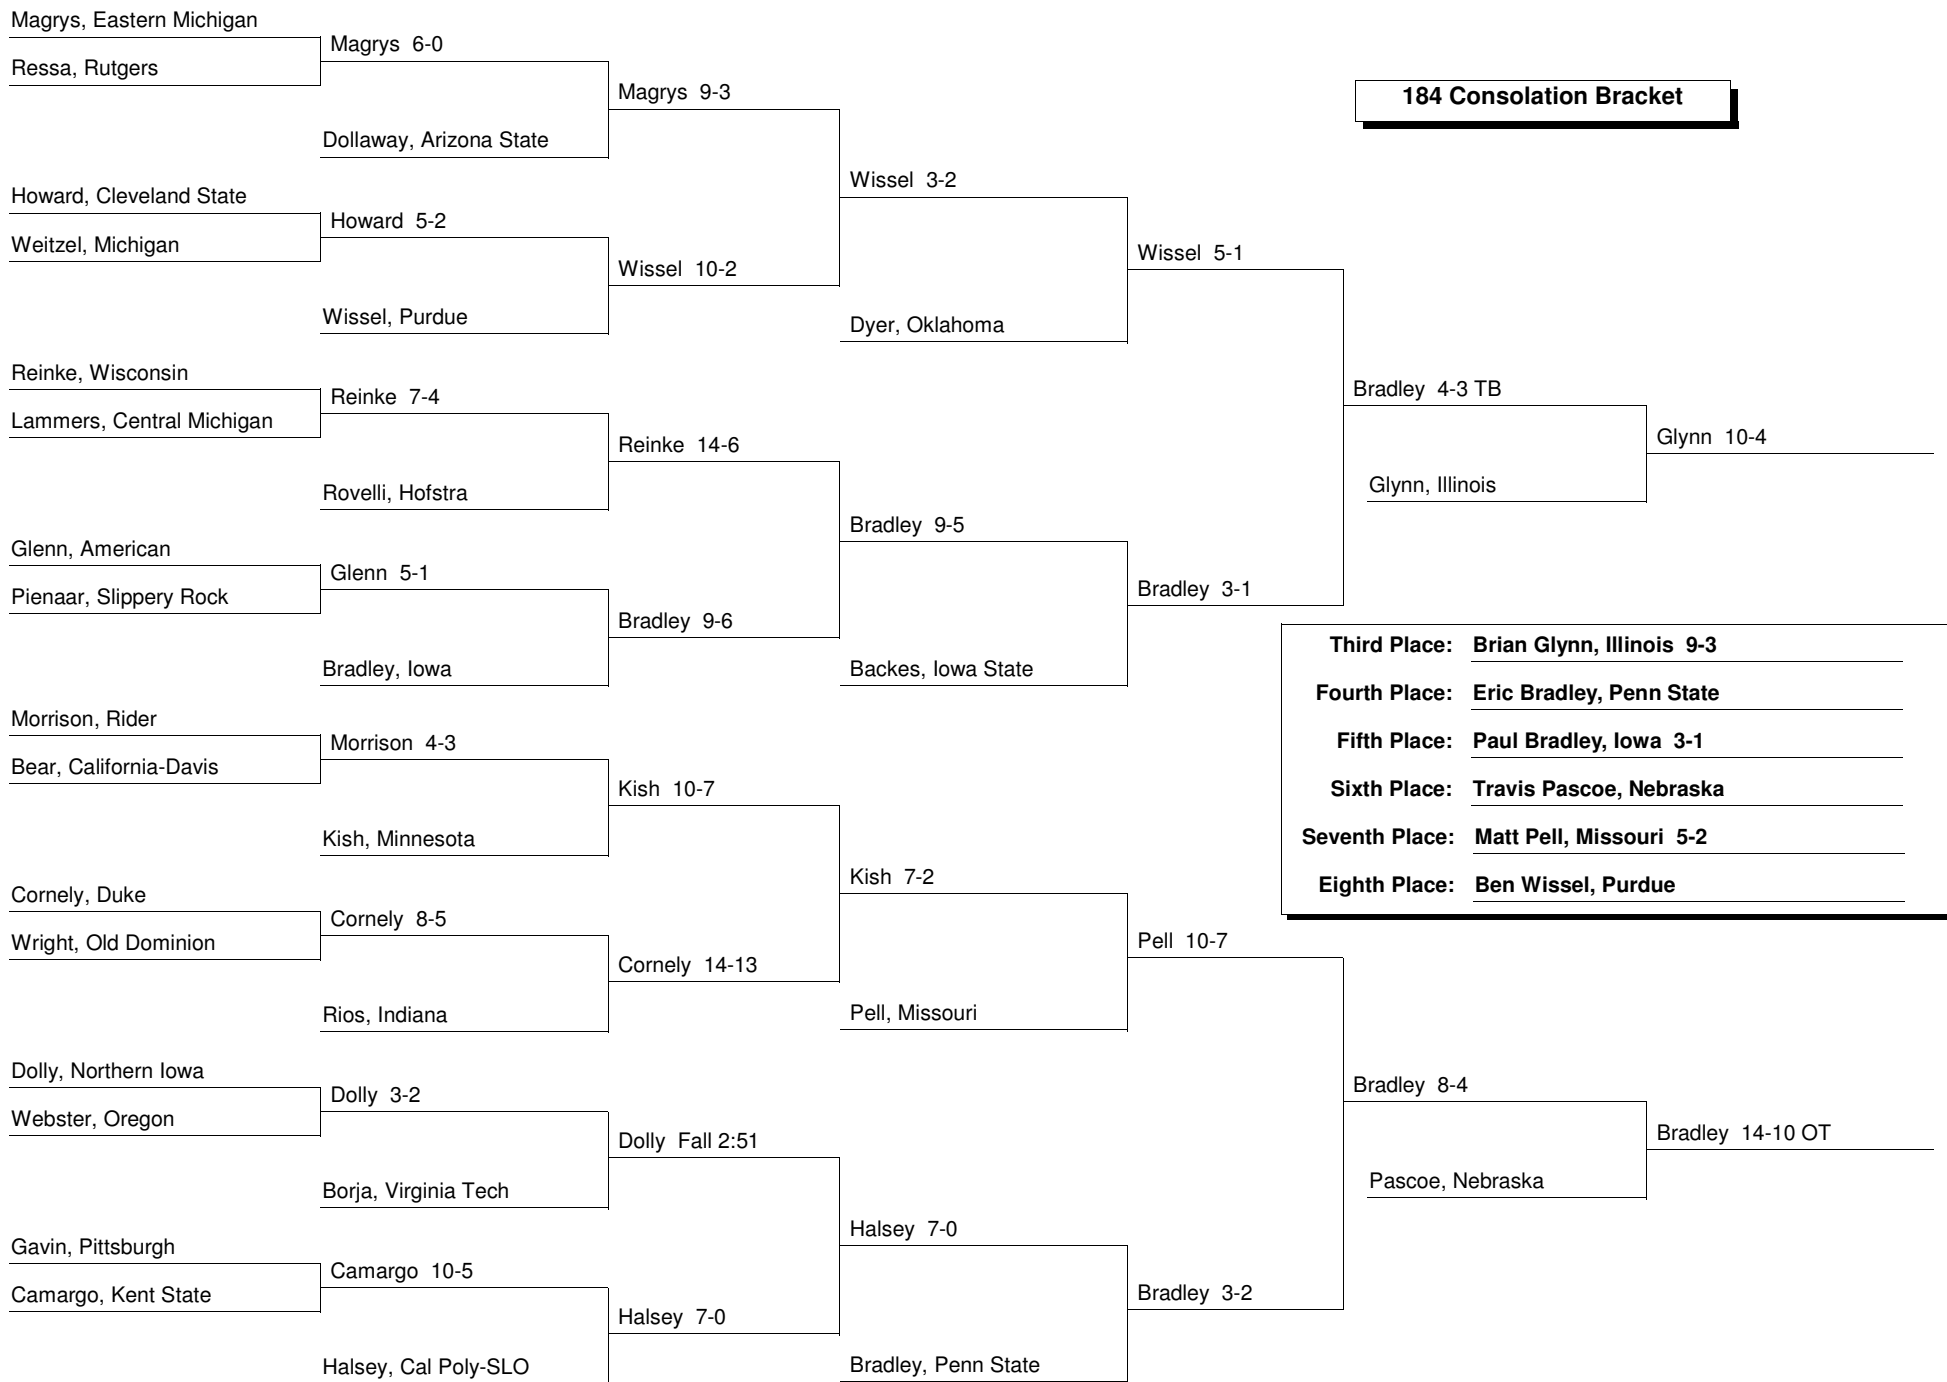 184 Consolation Bracket
Magrys, Eastern Michigan
Ressa, Rutgers
Howard, Cleveland State
Weitzel, Michigan
Reinke, Wisconsin
Lammers, Central Michigan
Glenn, American
Pienaar, Slippery Rock
Morrison, Rider
Bear, California-Davis
Cornely, Duke
Wright, Old Dominion
Dolly, Northern Iowa
Webster, Oregon
Gavin, Pittsburgh
Camargo, Kent State
Magrys 6-0
Dollaway, Arizona State
Howard 5-2
Wissel, Purdue
Reinke 7-4
Rovelli, Hofstra
Glenn 5-1
Bradley, Iowa
Morrison 4-3
Kish, Minnesota
Cornely 8-5
Rios, Indiana
Dolly 3-2
Borja, Virginia Tech
Camargo 10-5
Halsey, Cal Poly-SLO
Magrys 9-3
Wissel 10-2
Reinke 14-6
Bradley 9-6
Kish 10-7
Cornely 14-13
Dolly Fall 2:51
Halsey 7-0
Wissel 3-2
Dyer, Oklahoma
Bradley 9-5
Backes, Iowa State
Kish 7-2
Pell, Missouri
Halsey 7-0
Bradley, Penn State
Wissel 5-1
Bradley 3-1
Pell 10-7
Bradley 3-2
Bradley 4-3 TB
Glynn, Illinois
Bradley 8-4
Pascoe, Nebraska
Glynn 10-4
Bradley 14-10 OT
Third Place: Brian Glynn, Illinois 9-3
Fourth Place: Eric Bradley, Penn State
Fifth Place: Paul Bradley, Iowa 3-1
Sixth Place: Travis Pascoe, Nebraska
Seventh Place: Matt Pell, Missouri 5-2
Eighth Place: Ben Wissel, Purdue